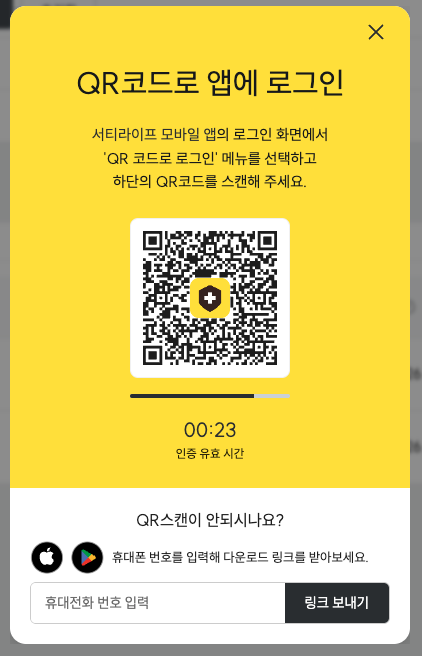 QR코드로 앱에 로그인
서티라이프 모바일 앱의 로그인 화면에서
'QR 코드로 로그인' 메뉴를 선택하고
하단의 QR코드를 스캔해 주세요.
00:23
인증 유효 시간
QR스캔이 안되시나요?
휴대폰 번호를 입력해 다운로드 링크를 받아보세요.
휴대전화 번호 입력
링크 보내기